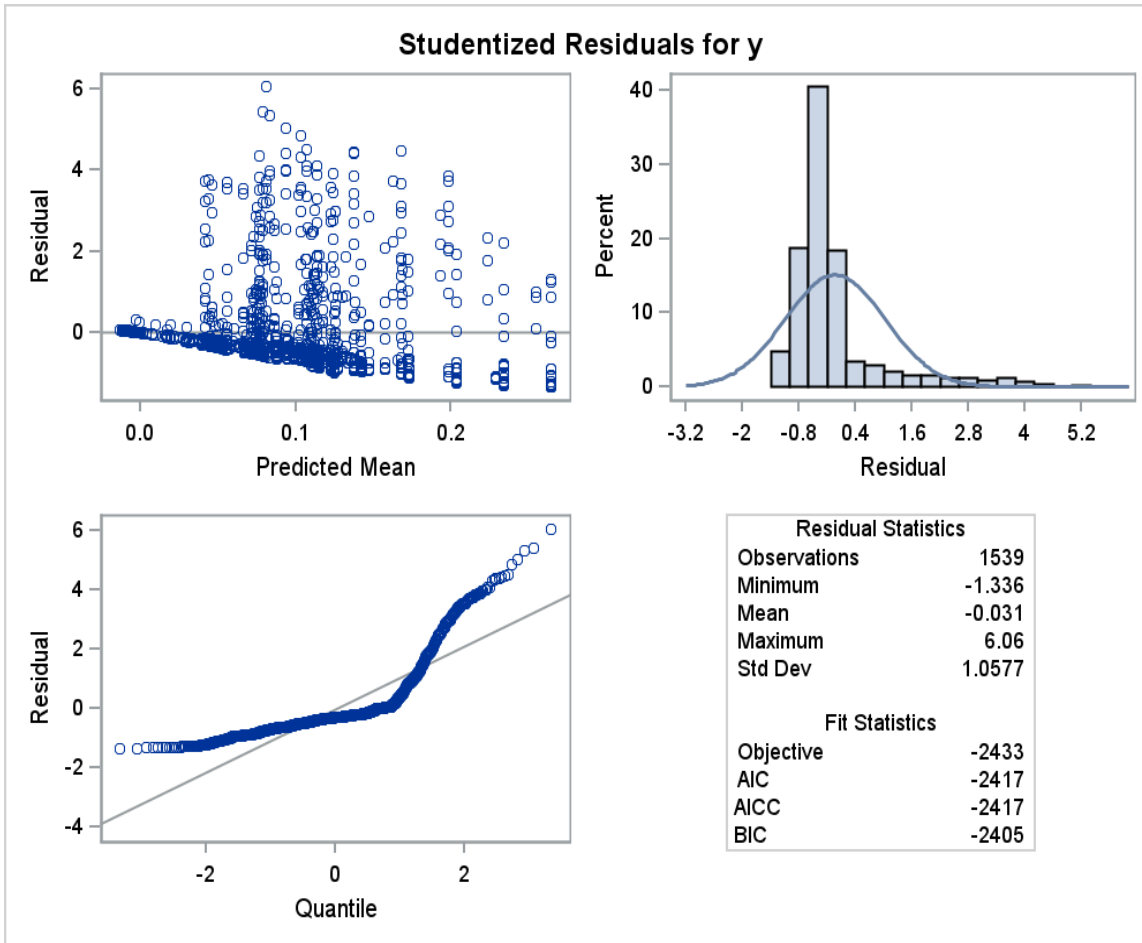 Studentized Residuals for y
6
4
2
0
Residual
0.0 0.1 0.2
Predicted Mean
40
30
20
10
0
Percent
-3.2 -2 -0.8 0.4 1.6 2.8 4 5.2
Residual
6
4
2
0
-2
-4
Residual
-2 0 2
Quantile
Residual Statistics
Observations 1539
Minimum -1.336
Mean -0.031
Maximum 6.06
Std Dev 1.0577
Fit Statistics
Objective -2433
AIC -2417
AICC -2417
BIC -2405